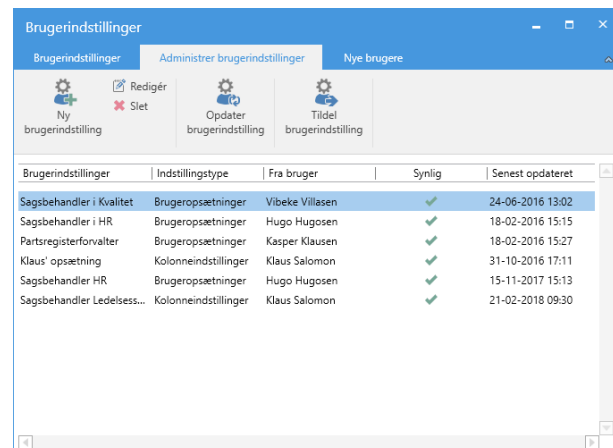 Brugerindstillinger
Brugerindstillinger Administrer brugerindstillinger Nye brugere
Ny brugerindstilling
Redigér
Slet
Opdater brugerindstilling
Tildel brugerindstilling
Brugerindstillinger Indstillingstype Fra bruger Synlig Senest opdateret
Sagsbehandler i Kvalitet Brugeropsætninger Vibeke Villasen 24-06-2016 13:02
Sagsbehandler i HR Brugeropsætninger Hugo Hugosen 18-02-2016 15:15
Partsregisterforvalter Brugeropsætninger Kasper Klausen 18-02-2016 15:27
Klaus' opsætning Kolonneindstillinger Klaus Salomon 31-10-2016 17:11
Sagsbehandler HR Brugeropsætninger Hugo Hugosen 15-11-2017 15:13
Sagsbehandler Ledelsess... Kolonneindstillinger Klaus Salomon 21-02-2018 09:30